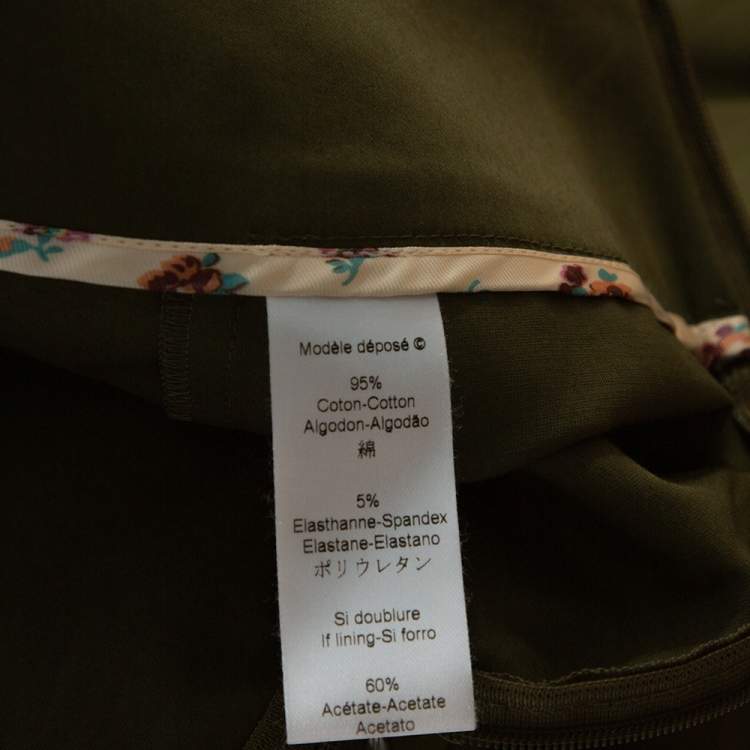 Modèle déposé ©
95%
Coton-Cotton
Algodon-Algodão
綿
5%
Elasthanne-Spandex
Elastane-Elastano
ポリウレタン
Si doublure
If lining-Si forro
60%
Acétate-Acetate
Acetato